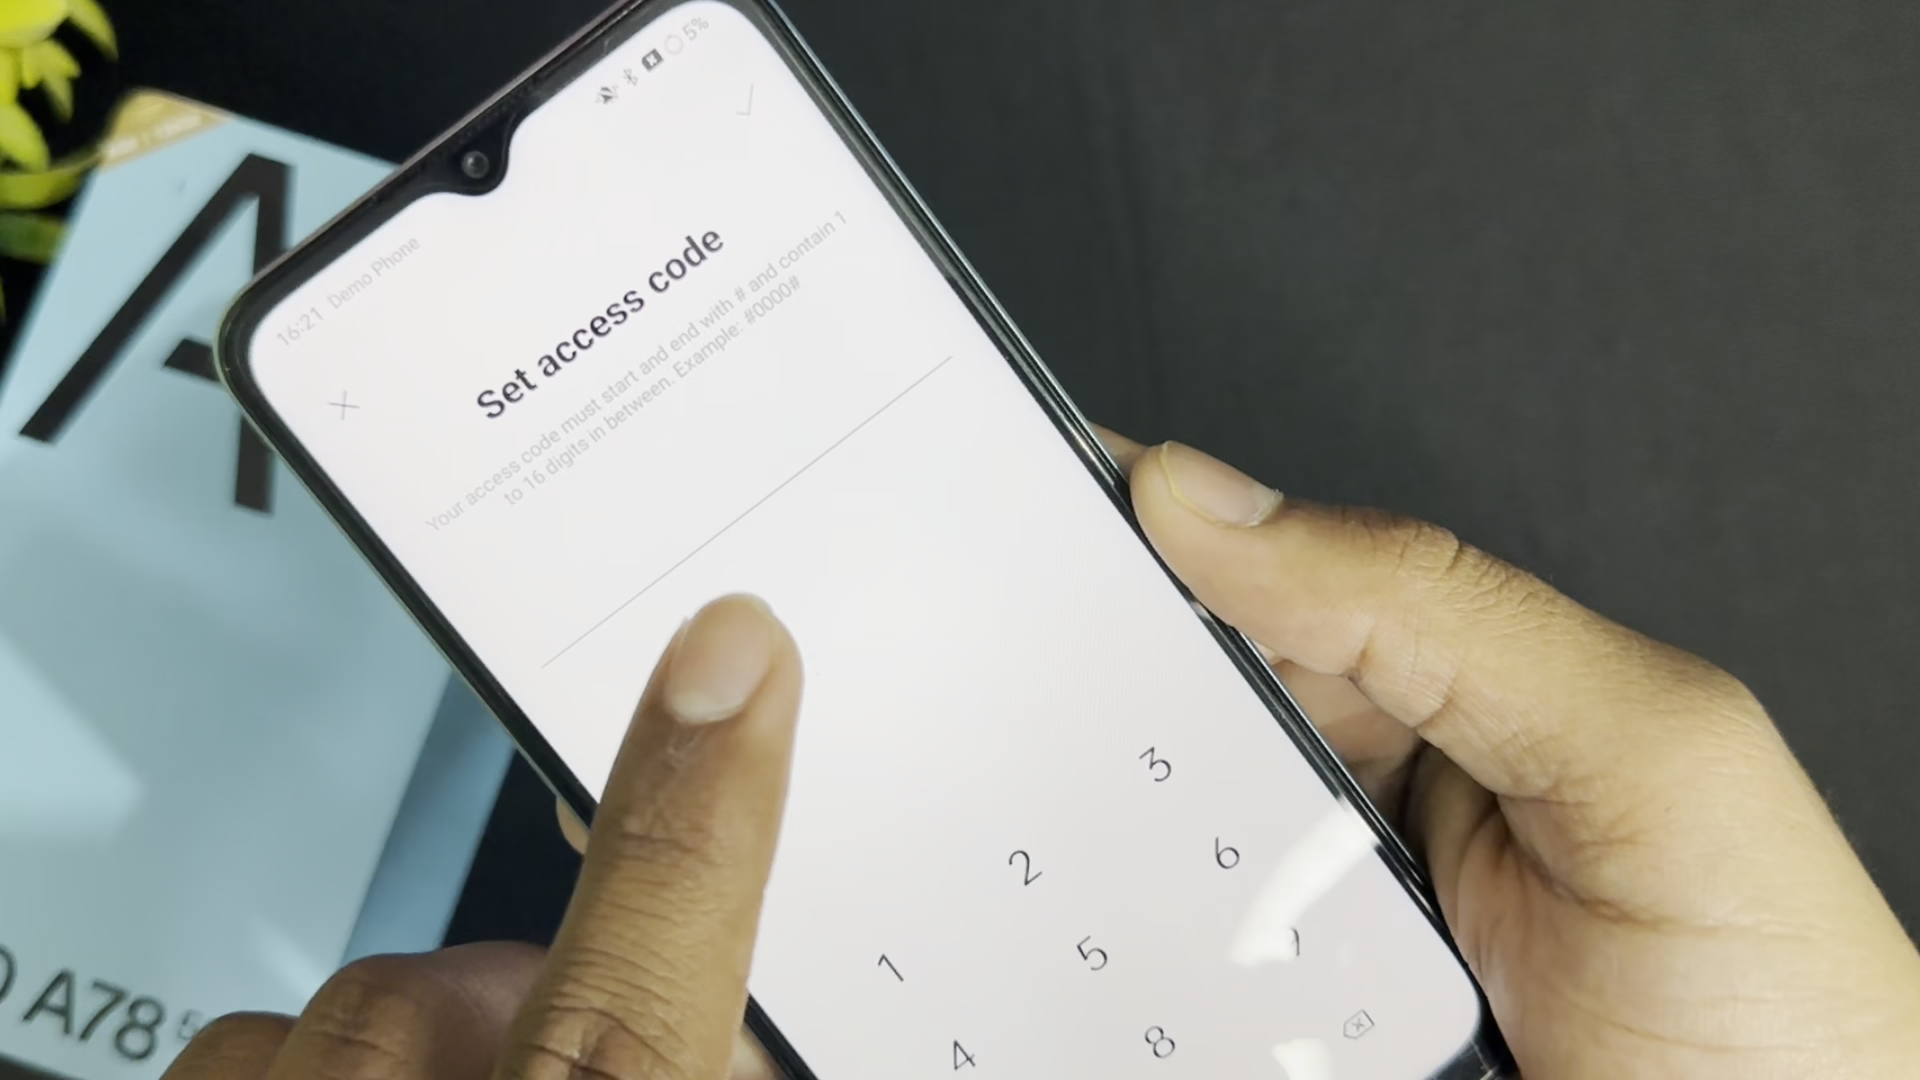 16:21 Demo Phone
5%
Set access code
Your access code must start and end with # and contain 1
to 16 digits in between. Example: #0000#
1
2
3
4
5
6
8
A
A78